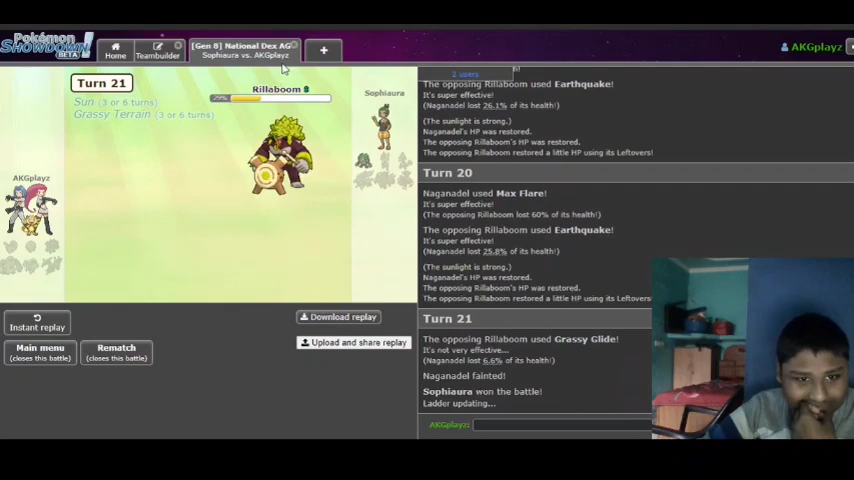 Pokémon
SHOWDOWN!
BETA
Home
Teambuilder
[Gen 8] National Dex AG
Sophiaura vs. AKGplayz
+
AKGplayz
Turn 21
Sun (3 or 6 turns)
Grassy Terrain (3 or 6 turns)
Rillaboom
29%
Sophiaura
AKGplayz
2 users
The opposing Rillaboom used Earthquake!
It's super effective!
(Naganadel lost 26.1% of its health!)
(The sunlight is strong.)
Naganadel's HP was restored.
The opposing Rillaboom's HP was restored.
The opposing Rillaboom restored a little HP using its Leftovers!
Turn 20
Naganadel used Max Flare!
It's super effective!
(The opposing Rillaboom lost 60% of its health!)
The opposing Rillaboom used Earthquake!
It's super effective!
(Naganadel lost 25.8% of its health!)
(The sunlight is strong.)
Naganadel's HP was restored.
The opposing Rillaboom's HP was restored.
The opposing Rillaboom restored a little HP using its Leftovers!
Turn 21
The opposing Rillaboom used Grassy Glide!
It's not very effective...
(Naganadel lost 6.6% of its health!)
Naganadel fainted!
Sophiaura won the battle!
Ladder updating...
AKGplayz:
Instant replay
Download replay
Upload and share replay
Main menu
(closes this battle)
Rematch
(closes this battle)